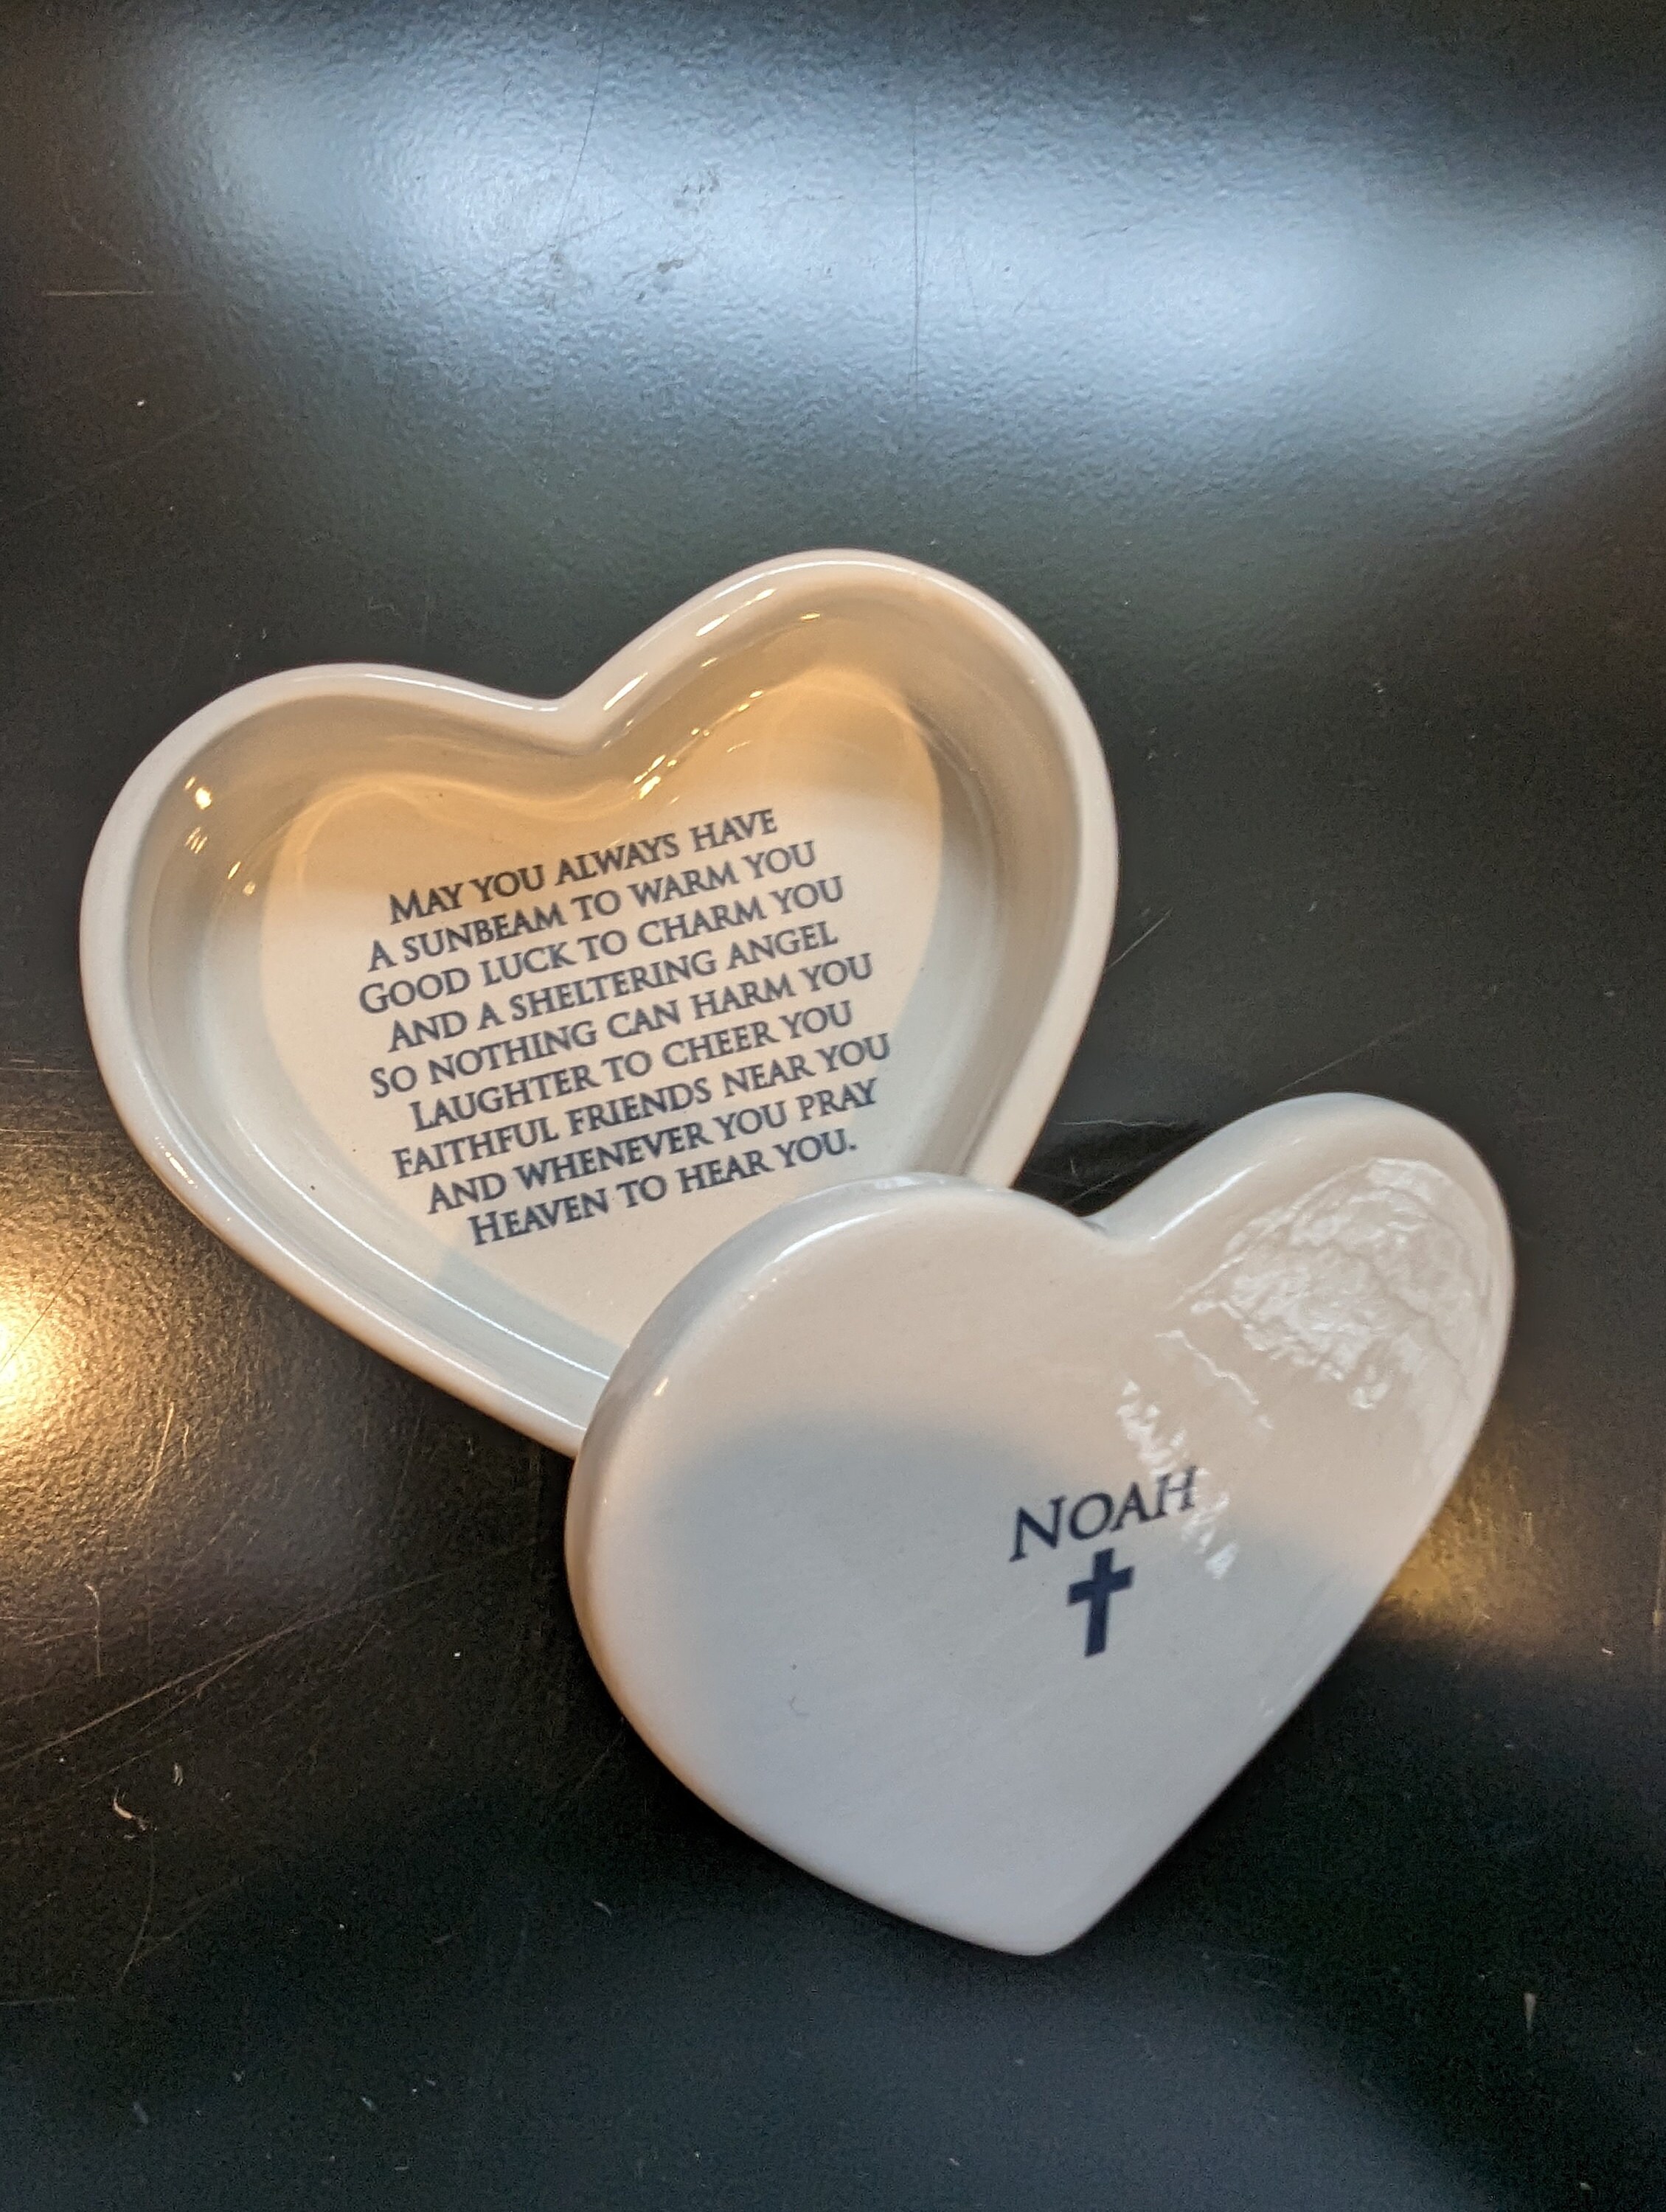 MAY YOU ALWAYS HAVE
A SUNBEAM TO WARM YOU
GOOD LUCK TO CHARM YOU
AND A SHELTERING ANGEL
SO NOTHING CAN HARM YOU
LAUGHTER TO CHEER YOU
FAITHFUL FRIENDS NEAR YOU
AND WHENEVER YOU PRAY
HEAVEN TO HEAR YOU.
NOAH